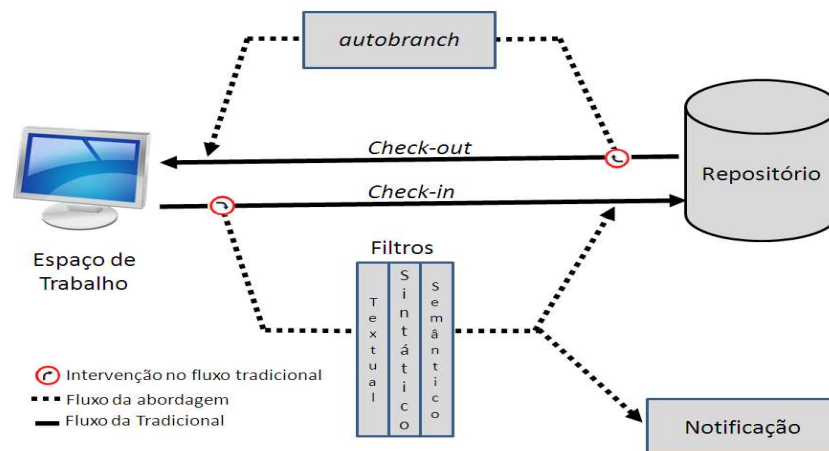 autobranch
Check-out
Check-in
Repositório
Espaço de
Trabalho
Filtros
Textual
Sintático
Semântico
Intervenção no fluxo tradicional
Fluxo da abordagem
Fluxo da Tradicional
Notificação